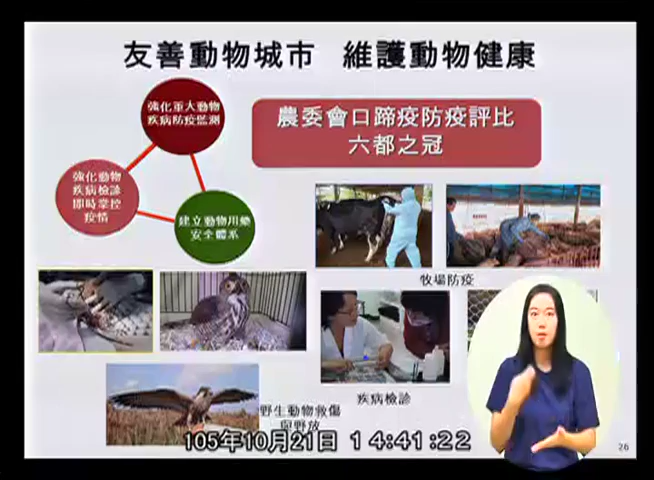 友善動物城市 維護動物健康
強化重大動物
疾病防疫監測
農委會口蹄疫防疫評比
六都之冠
強化動物
疾病檢診
即時掌控
疫情
建立動物用藥
安全體系
牧場防疫
疾病檢診
野生動物救傷
與野放
105年10月21日 14:41:22
26